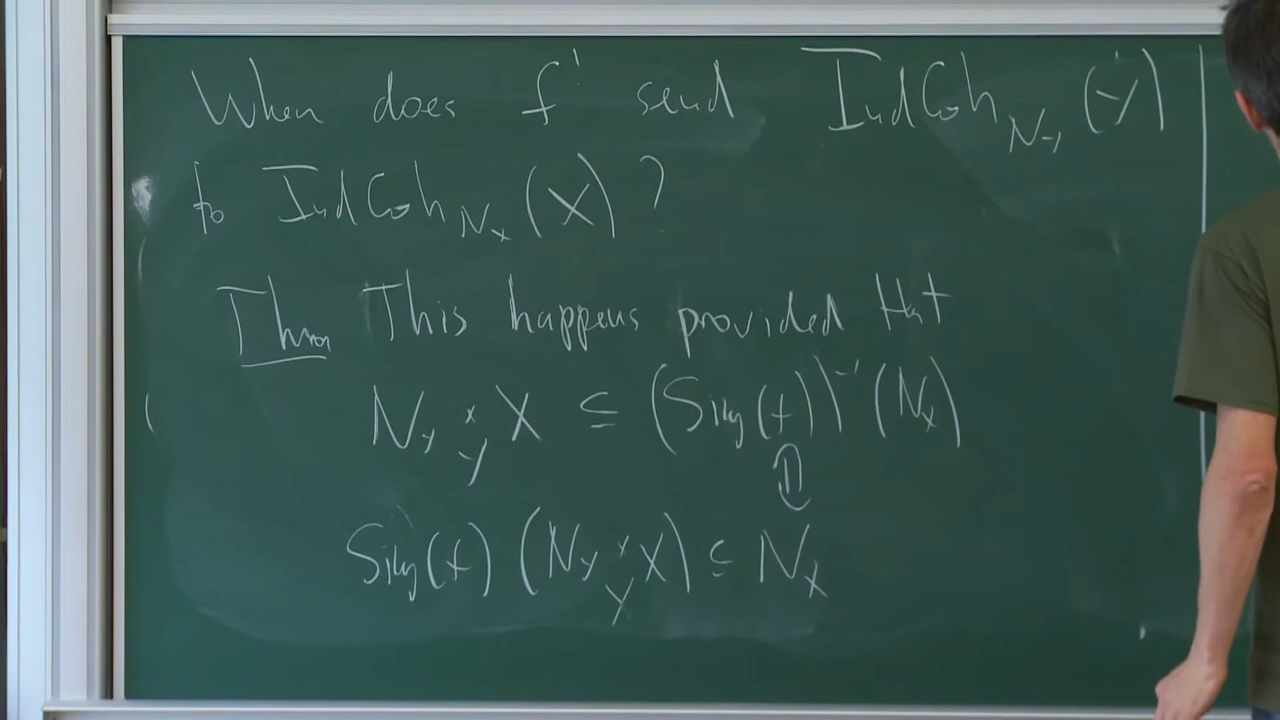 When does f^! send IndCoh_{N_Y}(Y)
to IndCoh_{N_X}(X)?
Thm This happens provided that
N_Y ×_Y X ⊆ (Sing(f))^{-1}(N_X)
⇕
Sing(f)(N_Y ×_Y X) ⊆ N_X